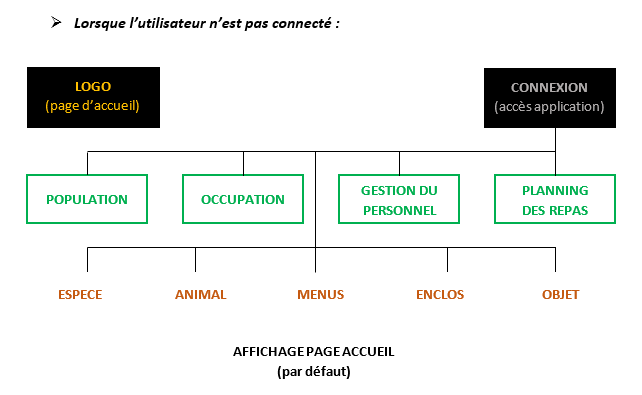 Lorsque l’utilisateur n’est pas connecté :
LOGO
(page d’accueil)
CONNEXION
(accès application)
POPULATION
OCCUPATION
GESTION DU
PERSONNEL
PLANNING
DES REPAS
ESPECE
ANIMAL
MENUS
ENCLOS
OBJET
AFFICHAGE PAGE ACCUEIL
(par défaut)